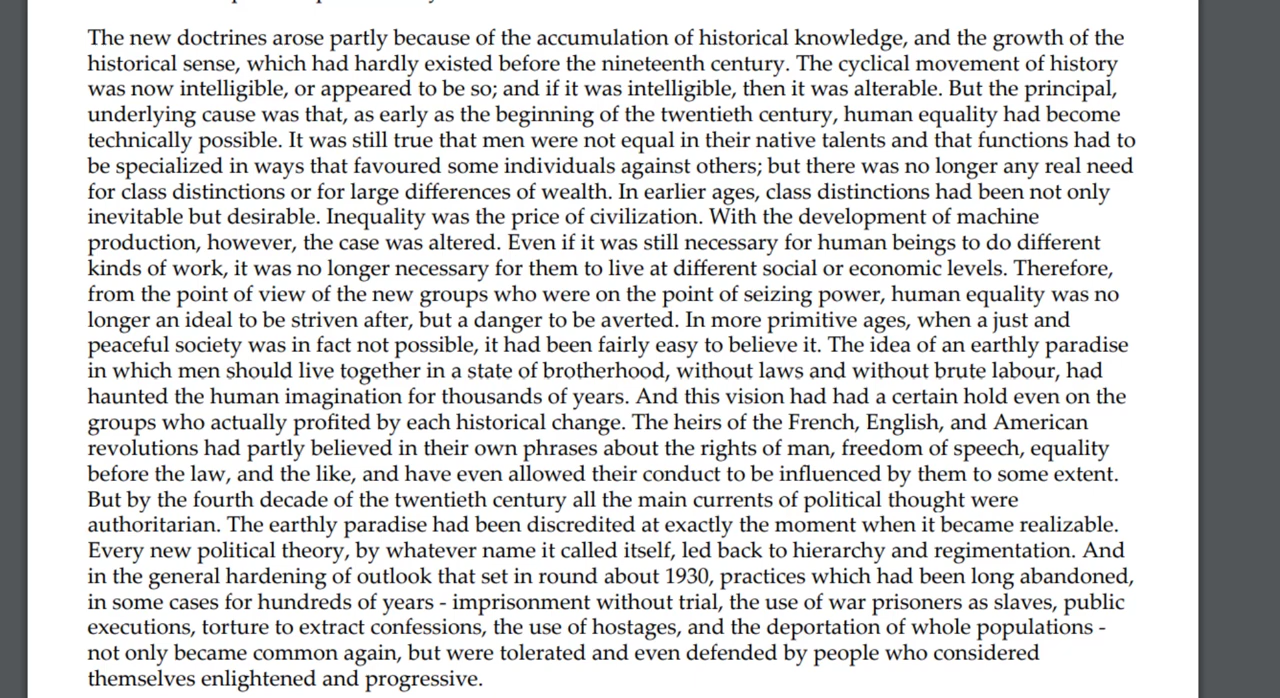 The new doctrines arose partly because of the accumulation of historical knowledge, and the growth of the
historical sense, which had hardly existed before the nineteenth century. The cyclical movement of history
was now intelligible, or appeared to be so; and if it was intelligible, then it was alterable. But the principal,
underlying cause was that, as early as the beginning of the twentieth century, human equality had become
technically possible. It was still true that men were not equal in their native talents and that functions had to
be specialized in ways that favoured some individuals against others; but there was no longer any real need
for class distinctions or for large differences of wealth. In earlier ages, class distinctions had been not only
inevitable but desirable. Inequality was the price of civilization. With the development of machine
production, however, the case was altered. Even if it was still necessary for human beings to do different
kinds of work, it was no longer necessary for them to live at different social or economic levels. Therefore,
from the point of view of the new groups who were on the point of seizing power, human equality was no
longer an ideal to be striven after, but a danger to be averted. In more primitive ages, when a just and
peaceful society was in fact not possible, it had been fairly easy to believe it. The idea of an earthly paradise
in which men should live together in a state of brotherhood, without laws and without brute labour, had
haunted the human imagination for thousands of years. And this vision had had a certain hold even on the
groups who actually profited by each historical change. The heirs of the French, English, and American
revolutions had partly believed in their own phrases about the rights of man, freedom of speech, equality
before the law, and the like, and have even allowed their conduct to be influenced by them to some extent.
But by the fourth decade of the twentieth century all the main currents of political thought were
authoritarian. The earthly paradise had been discredited at exactly the moment when it became realizable.
Every new political theory, by whatever name it called itself, led back to hierarchy and regimentation. And
in the general hardening of outlook that set in round about 1930, practices which had been long abandoned,
in some cases for hundreds of years - imprisonment without trial, the use of war prisoners as slaves, public
executions, torture to extract confessions, the use of hostages, and the deportation of whole populations -
not only became common again, but were tolerated and even defended by people who considered
themselves enlightened and progressive.